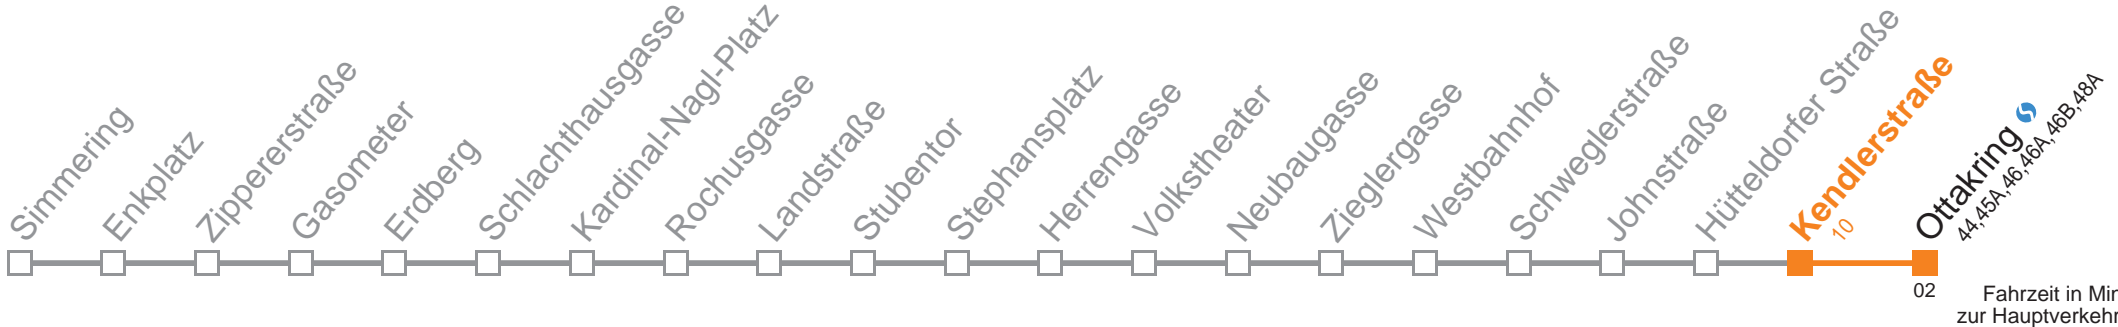 Simmering
Enkplatz
Zippererstraße
Gasometer
Erdberg
Schlachthausgasse
Kardinal-Nagl-Platz
Rochusgasse
Landstraße
Stubentor
Stephansplatz
Herrengasse
Volkstheater
Neubaugasse
Zieglergasse
Westbahnhof
Schweglerstraße
Johnstraße
Hütteldorfer Straße
Kendlerstraße
10
Ottakring
44,45A,46,46A,46B,48A
02
Fahrzeit in Min
zur Hauptverkehr